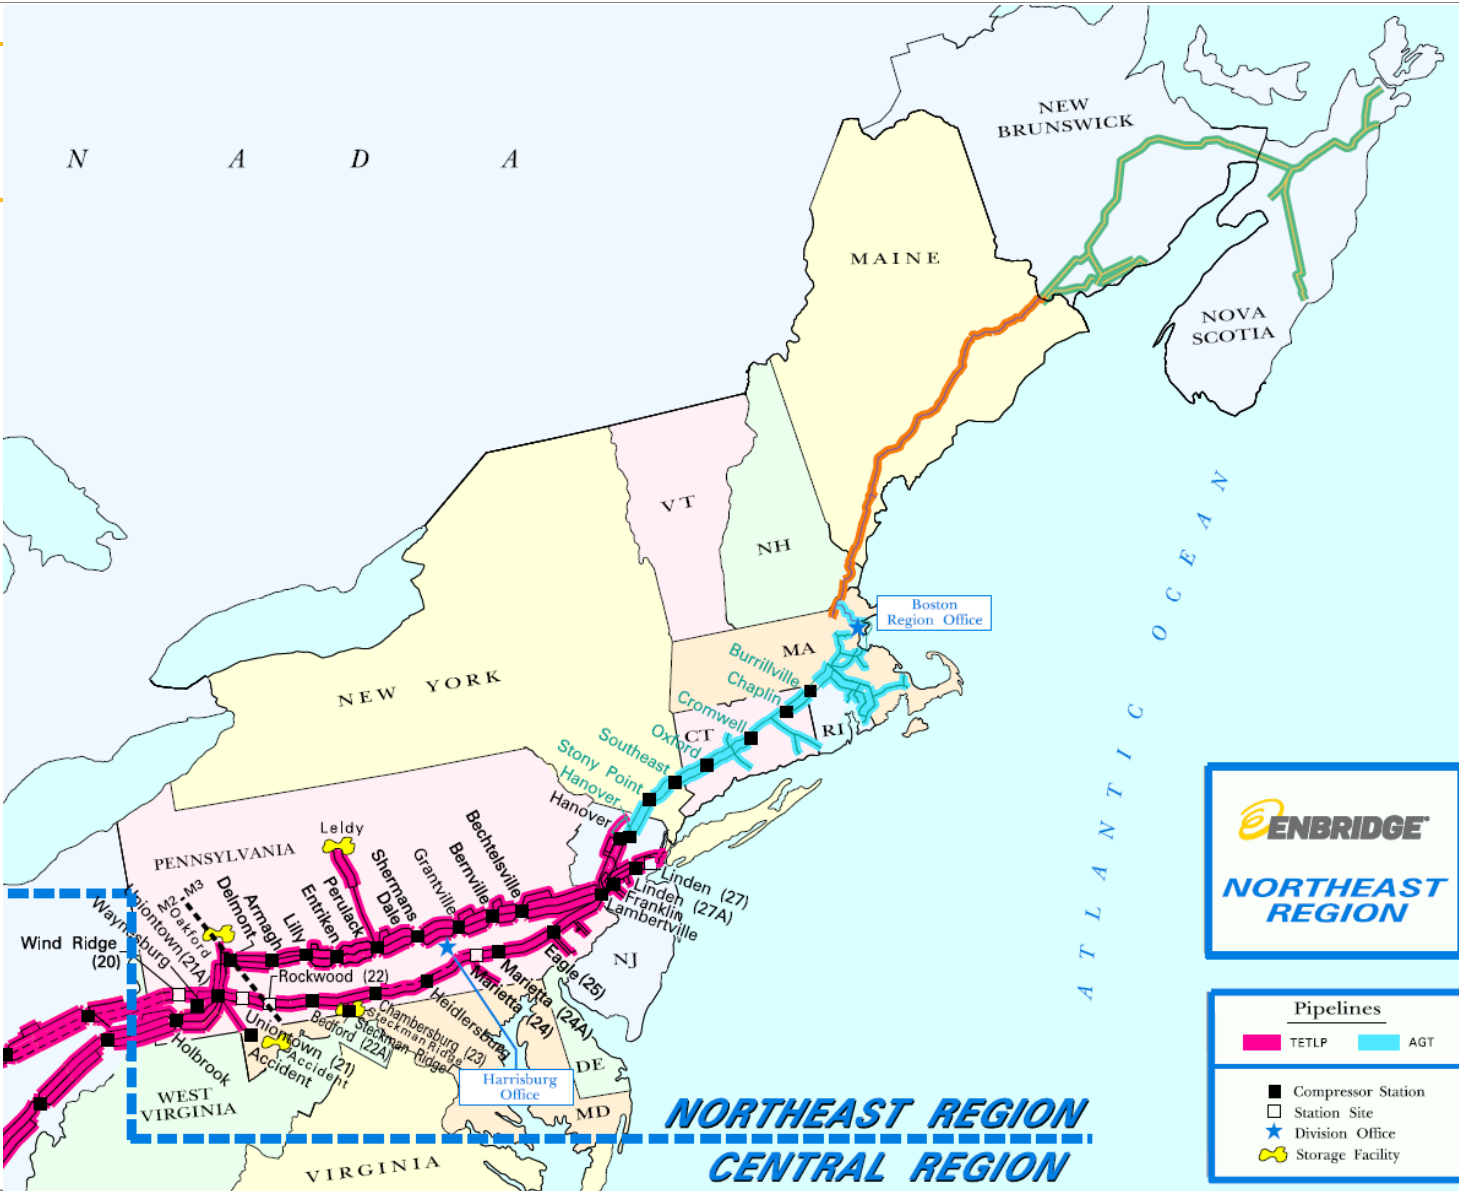 N A D A
NEW
BRUNSWICK
MAINE
NOVA
SCOTIA
VT
NH
Boston
Region Office
MA
NEW YORK
Burrillville
Chaplin
Cromwell
CT
RI
Oxford
Southeast
Stony Point
Hanover
Hanover
ATLANTIC OCEAN
ENBRIDGE
NORTHEAST
REGION
PENNSYLVANIA
Leidy
Bechtelsville
Bernville
Grantville
Shermans
Dale
Perulack
Entriken
Lilly
Armagh
Delmont
M2-M3
Oakford
Uniontown(21A)
Waynesburg
Wind Ridge
(20)
Linden (27)
Linden (27A)
Franklin
Lambertville
NJ
Eagle(25)
Marietta (24A)
Marietta (24)
Heidlersburg
Rockwood (22)
Chambersburg (23)
Steckman Ridge
Steckman Ridge
Bedford (22A)
Uniontown (21)
Accident
Accident
Holbrook
WEST
VIRGINIA
Harrisburg
Office
DE
MD
VIRGINIA
NORTHEAST REGION
CENTRAL REGION
Pipelines
TETLP
AGT
Compressor Station
Station Site
Division Office
Storage Facility